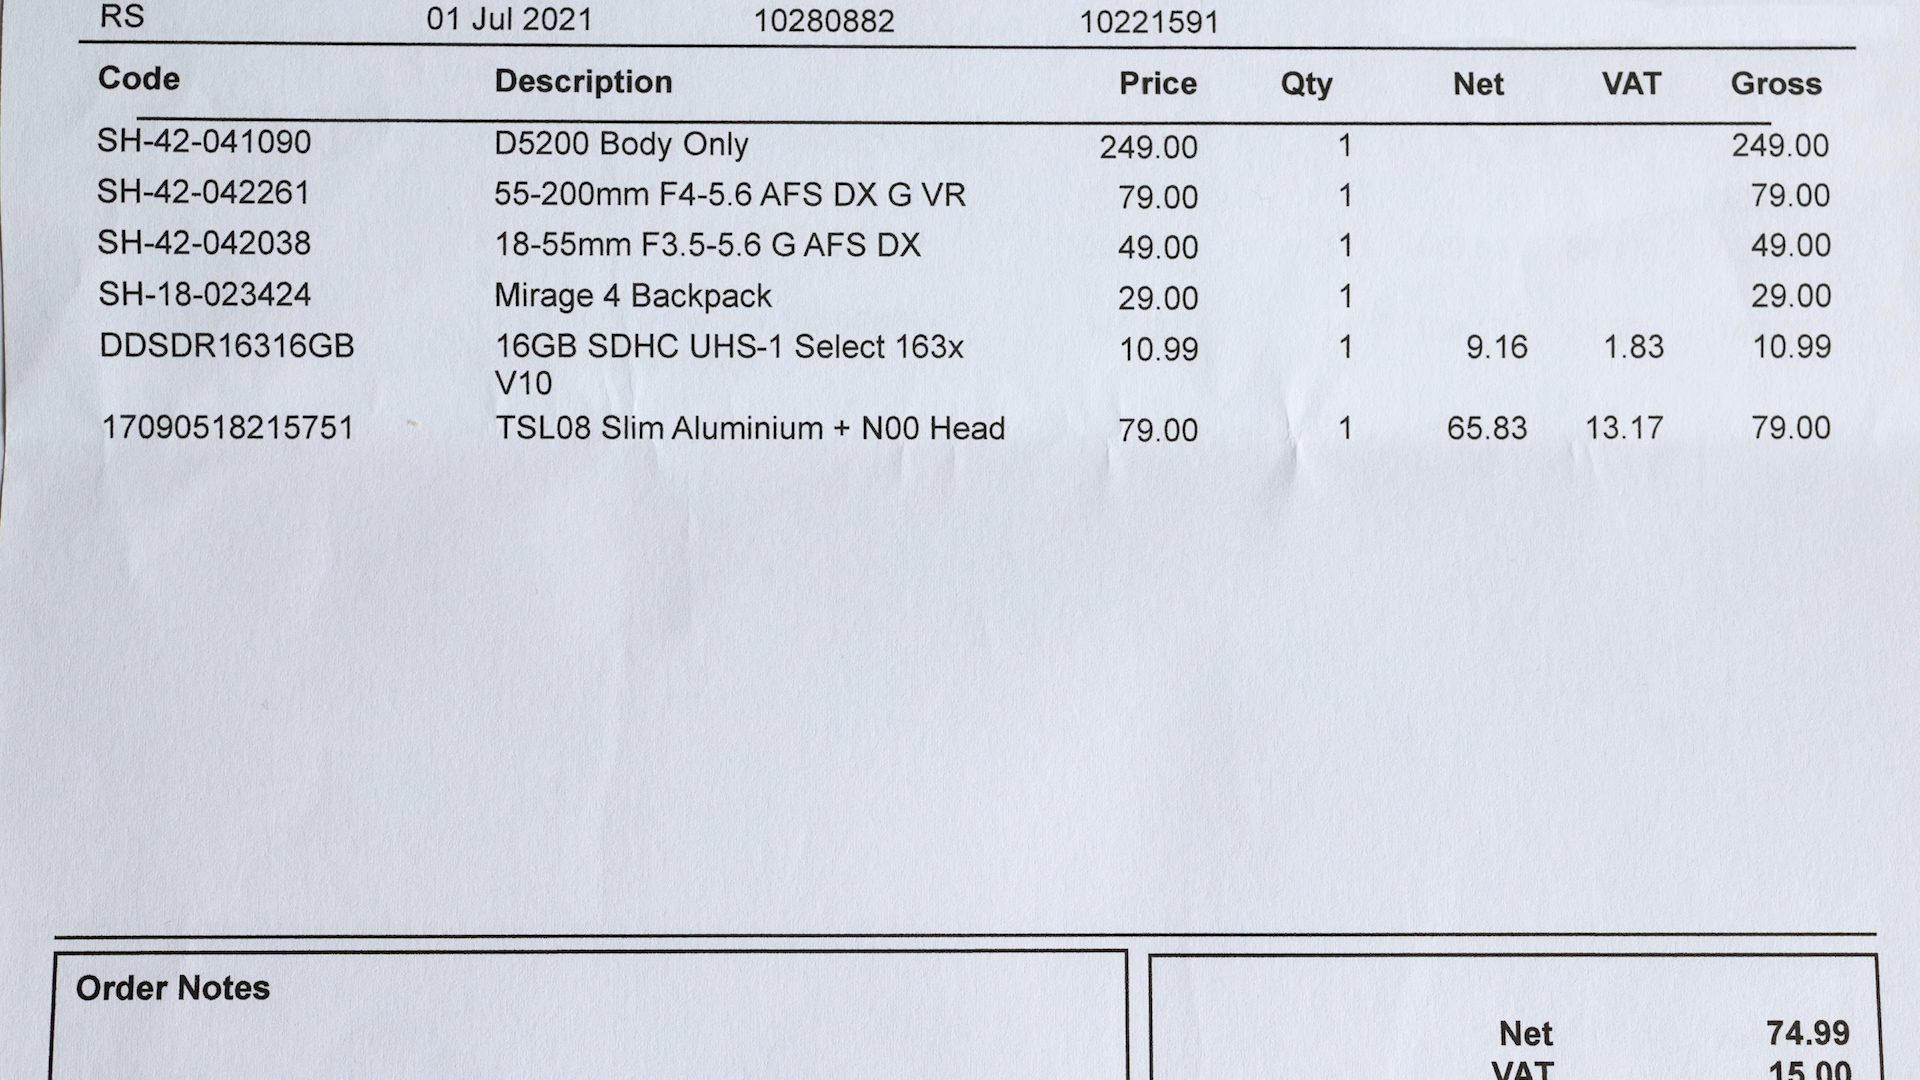 RS 01 Jul 2021 10280882 10221591
Code Description Price Qty Net VAT Gross
SH-42-041090 D5200 Body Only 249.00 1 249.00
SH-42-042261 55-200mm F4-5.6 AFS DX G VR 79.00 1 79.00
SH-42-042038 18-55mm F3.5-5.6 G AFS DX 49.00 1 49.00
SH-18-023424 Mirage 4 Backpack 29.00 1 29.00
DDSDR16316GB 16GB SDHC UHS-1 Select 163x 10.99 1 9.16 1.83 10.99
V10
17090518215751 TSL08 Slim Aluminium + N00 Head 79.00 1 65.83 13.17 79.00
Order Notes
Net 74.99
VAT 15.00